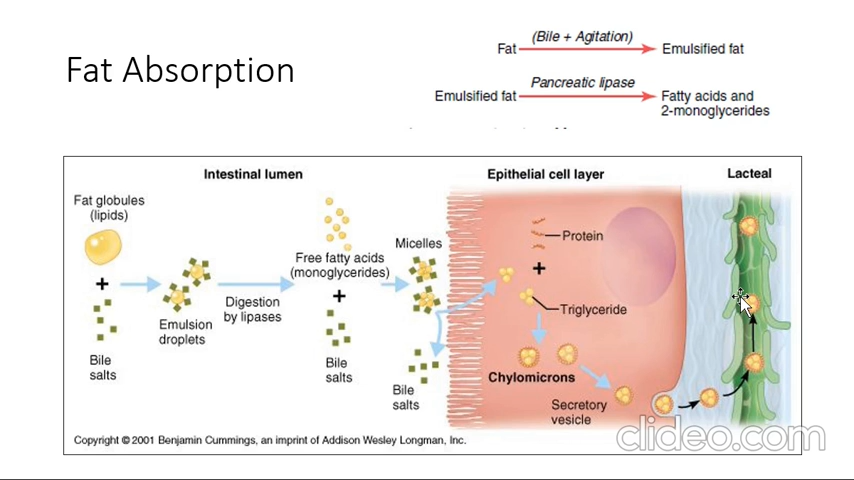 Fat Absorption
(Bile + Agitation)
Fat
Emulsified fat
Pancreatic lipase
Emulsified fat
Fatty acids and
2-monoglycerides
Intestinal lumen
Epithelial cell layer
Lacteal
Fat globules
(lipids)
+
Bile
salts
Emulsion
droplets
Digestion
by lipases
Free fatty acids
(monoglycerides)
+
Bile
salts
Micelles
Bile
salts
Protein
+
Triglyceride
Chylomicrons
Secretory
vesicle
Copyright © 2001 Benjamin Cummings, an imprint of Addison Wesley Longman, Inc.
clideo.com